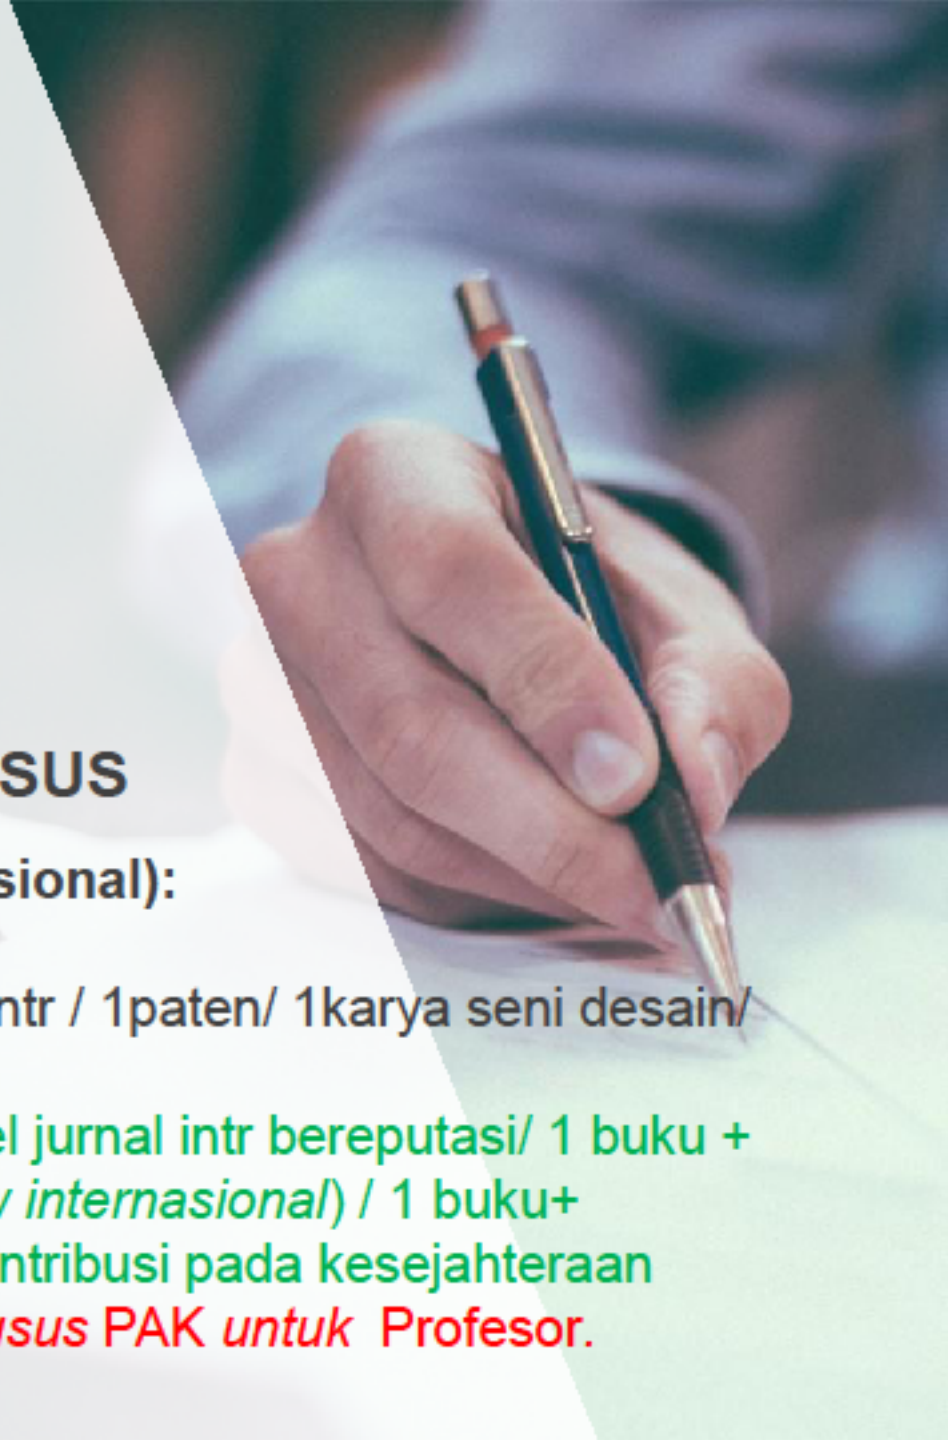 SUS
sional):
ntr / 1paten/ 1karya seni desain/
el jurnal intr bereputasi/ 1 buku +
internasional) / 1 buku+
ntribusi pada kesejahteraan
usus PAK untuk Profesor.